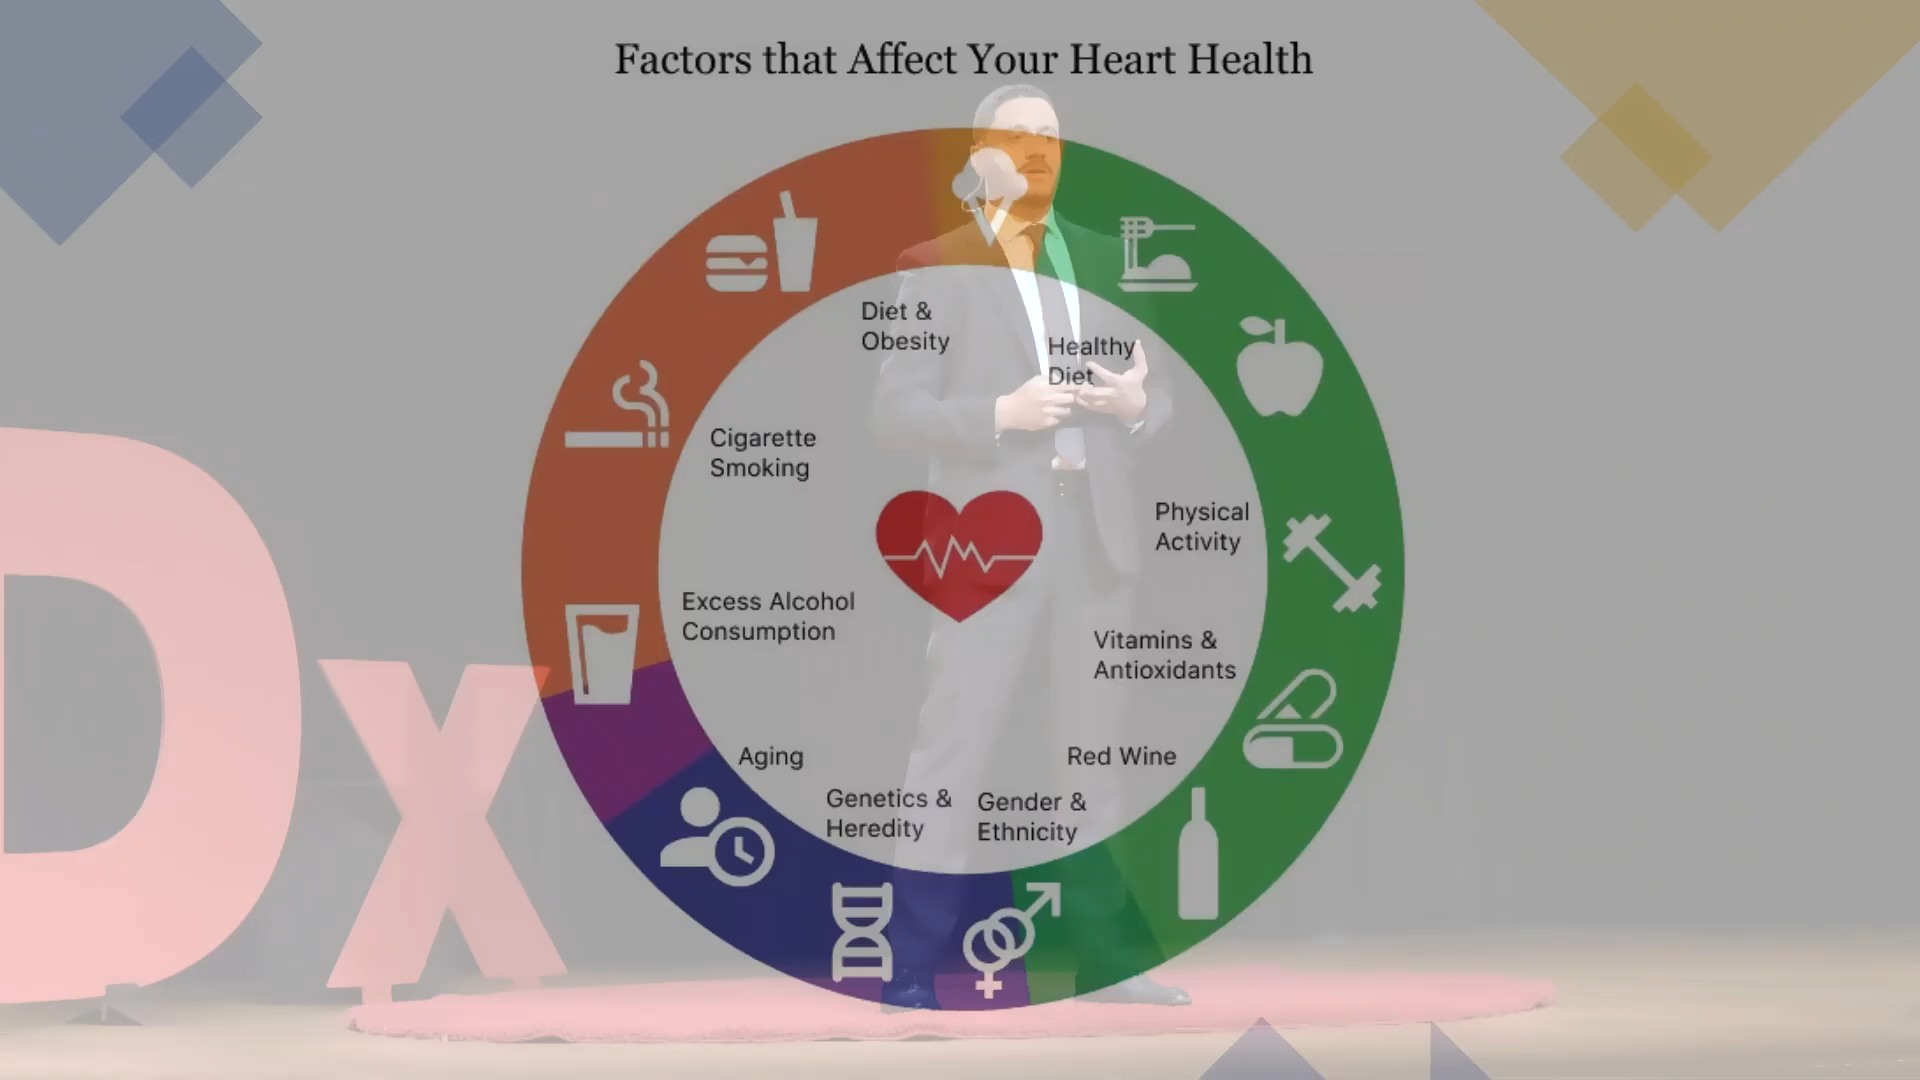 Factors that Affect Your Heart Health
Diet &
Obesity
Healthy
Diet
Cigarette
Smoking
Physical
Activity
Excess Alcohol
Consumption
Vitamins &
Antioxidants
Aging
Red Wine
Genetics &
Heredity
Gender &
Ethnicity
Dx